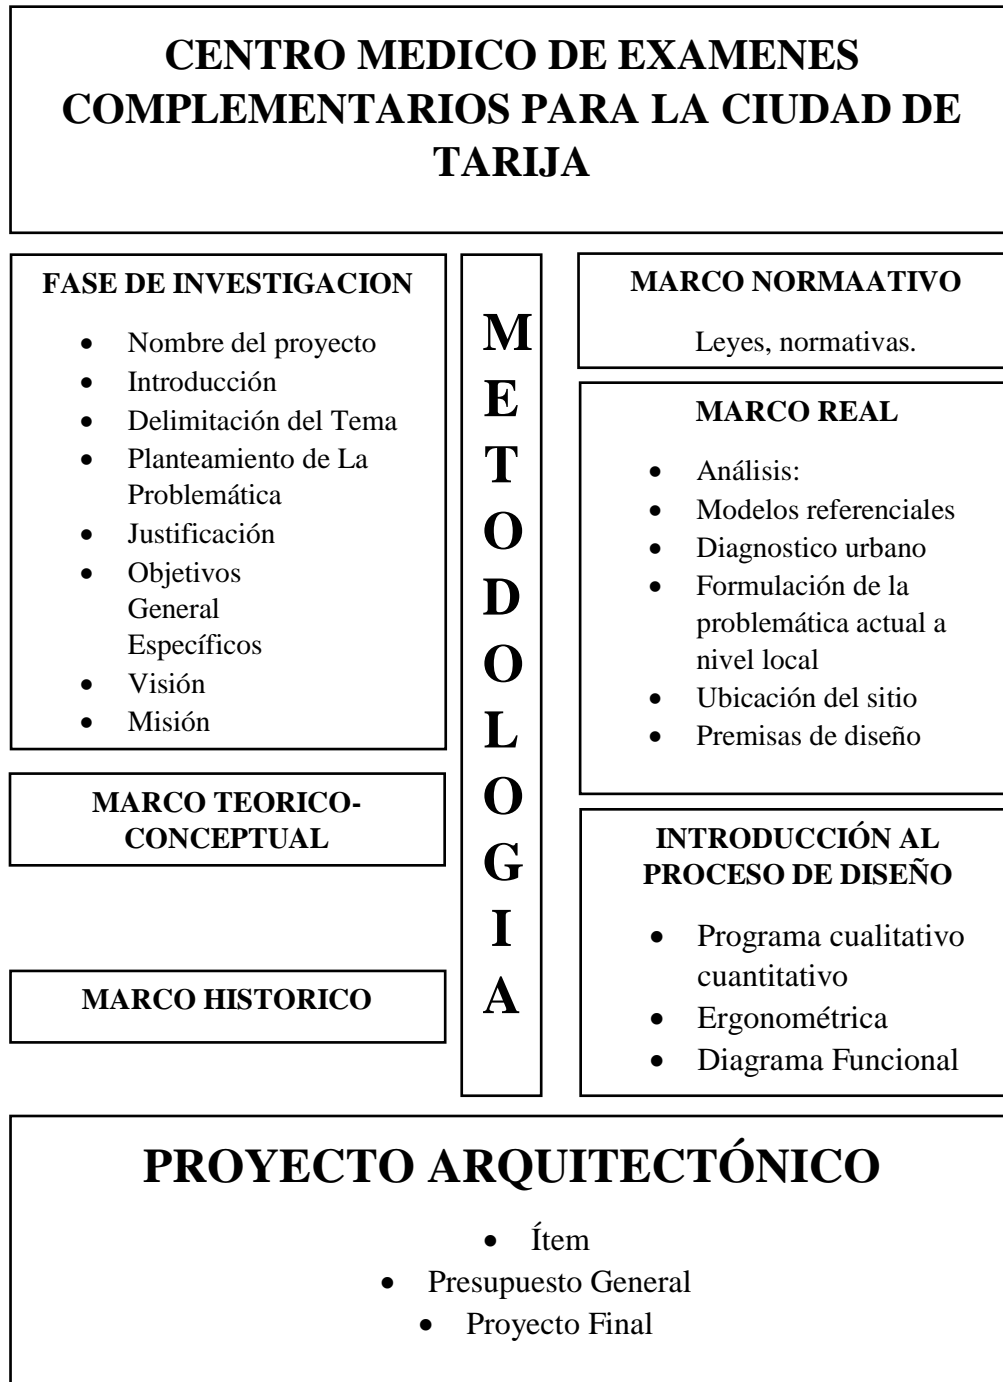 CENTRO MEDICO DE EXAMENES
COMPLEMENTARIOS PARA LA CIUDAD DE
TARIJA
FASE DE INVESTIGACION
• Nombre del proyecto
• Introducción
• Delimitación del Tema
• Planteamiento de La
Problemática
• Justificación
• Objetivos
General
Específicos
• Visión
• Misión
MARCO TEORICO-
CONCEPTUAL
MARCO HISTORICO
M
E
T
O
D
O
L
O
G
I
A
MARCO NORMAATIVO
Leyes, normativas.
MARCO REAL
• Análisis:
• Modelos referenciales
• Diagnostico urbano
• Formulación de la
problemática actual a
nivel local
• Ubicación del sitio
• Premisas de diseño
INTRODUCCIÓN AL
PROCESO DE DISEÑO
• Programa cualitativo
cuantitativo
• Ergonométrica
• Diagrama Funcional
PROYECTO ARQUITECTÓNICO
• Ítem
• Presupuesto General
• Proyecto Final